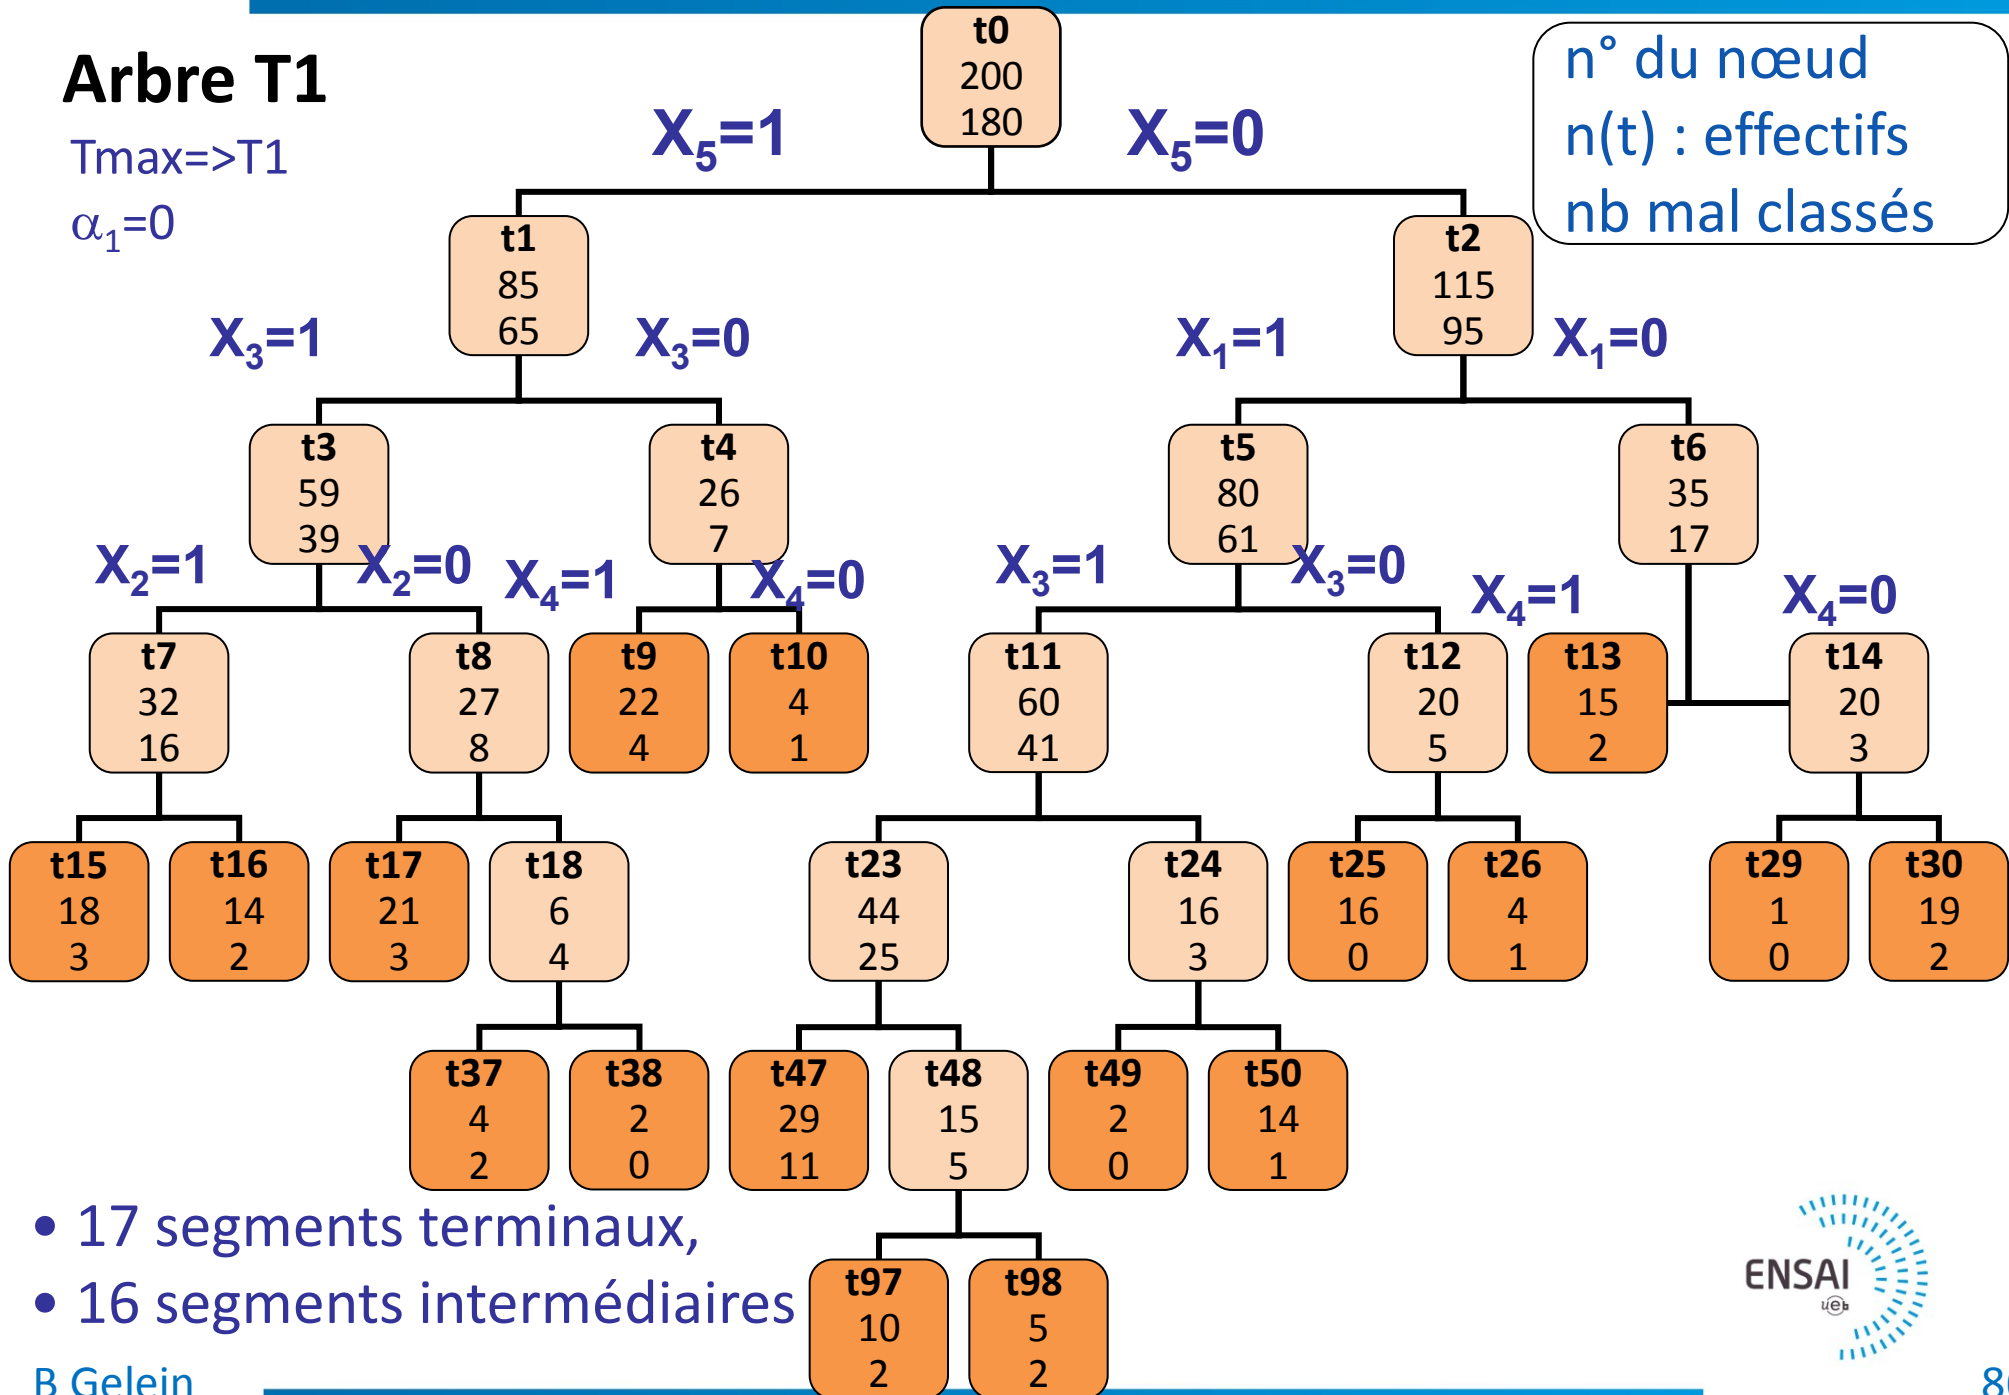 Arbre T1
Tmax=>T1
α₁=0
n° du nœud
n(t) : effectifs
nb mal classés
t0
200
180
X₅=1
X₅=0
t1
85
65
t2
115
95
X₃=1
X₃=0
X₁=1
X₁=0
t3
59
39
t4
26
7
t5
80
61
t6
35
17
X₂=1
X₂=0
X₄=1
X₄=0
X₃=1
X₃=0
X₄=1
X₄=0
t7
32
16
t8
27
8
t9
22
4
t10
4
1
t11
60
41
t12
20
5
t13
15
2
t14
20
3
t15
18
3
t16
14
2
t17
21
3
t18
6
4
t23
44
25
t24
16
3
t25
16
0
t26
4
1
t29
1
0
t30
19
2
t37
4
2
t38
2
0
t47
29
11
t48
15
5
t49
2
0
t50
14
1
• 17 segments terminaux,
• 16 segments intermédiaires
t97
10
2
t98
5
2
ENSAI
ueb
B Gelein